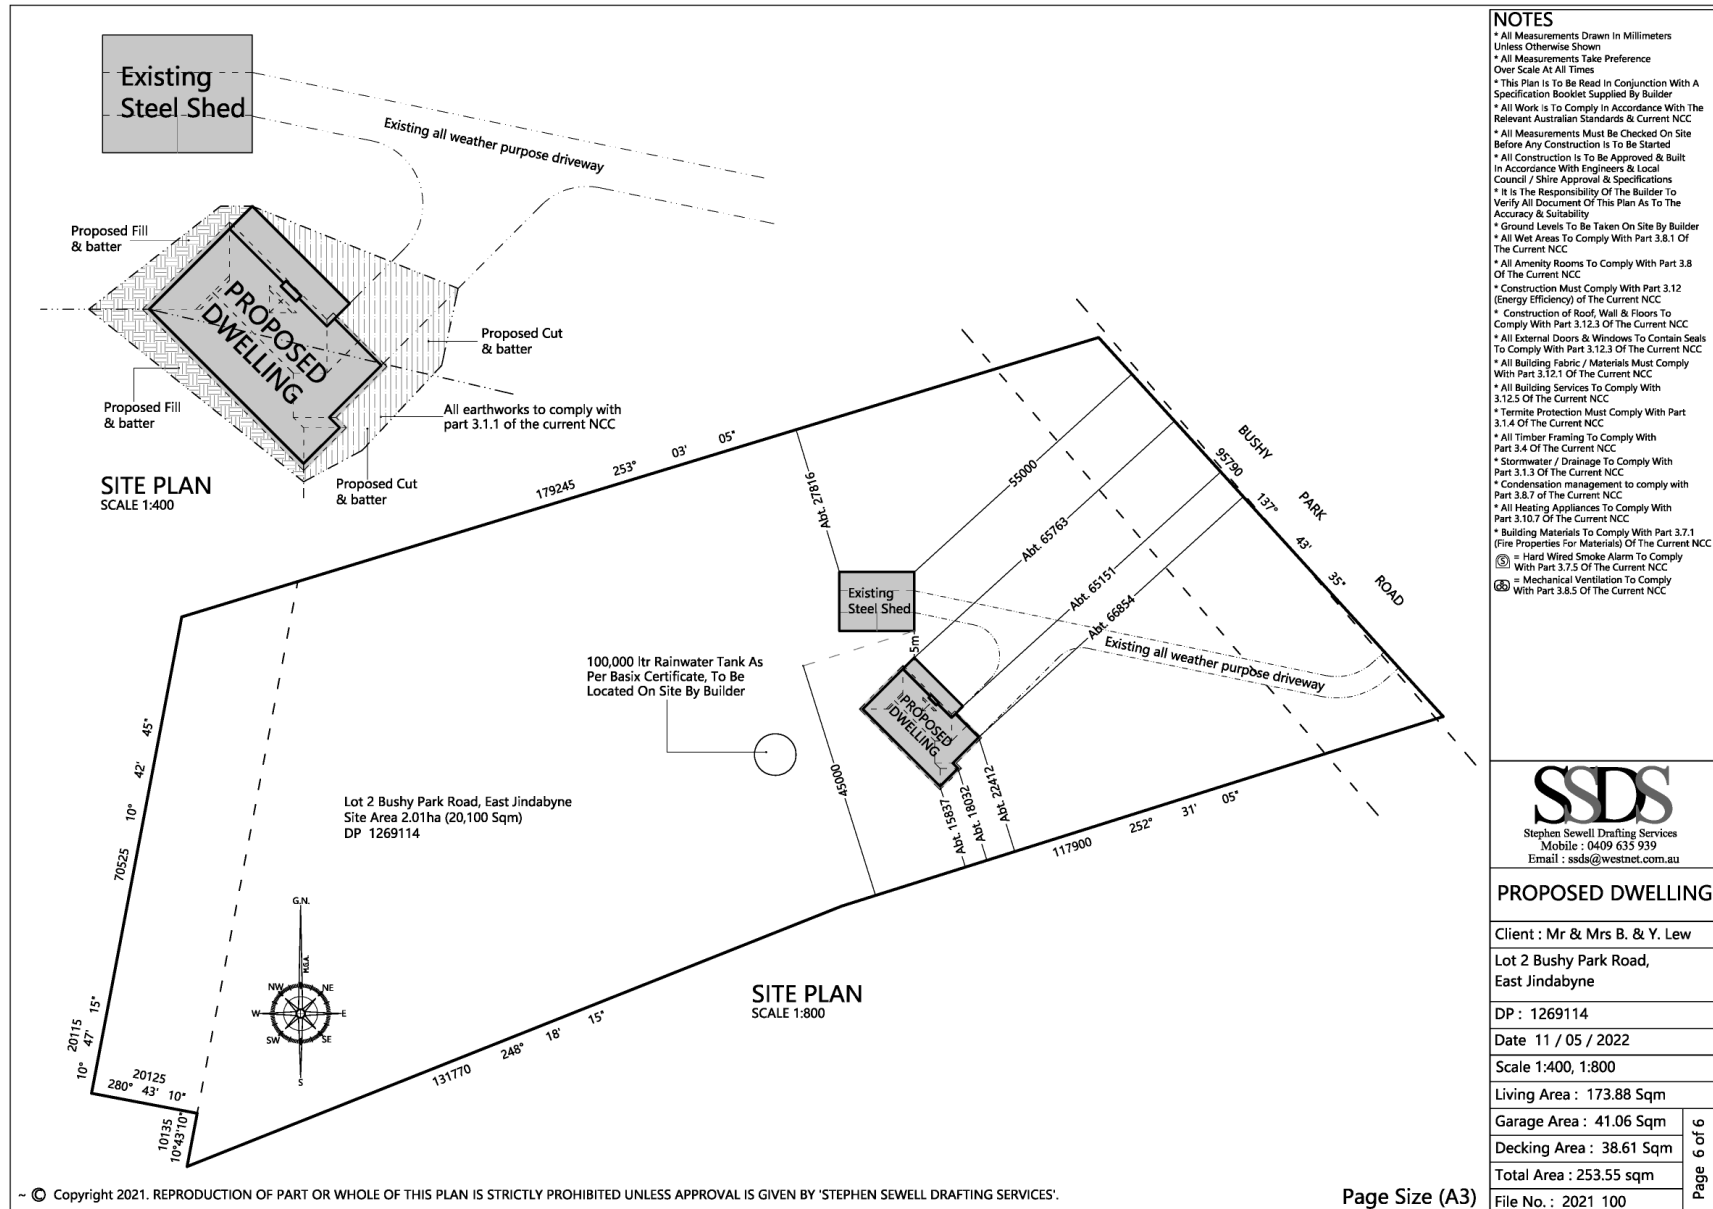 Existing
Steel Shed
Existing all weather purpose driveway
Proposed Fill
& batter
PROPOSED
DWELLING
Proposed Cut
& batter
Proposed Fill
& batter
All earthworks to comply with
part 3.1.1 of the current NCC
Proposed Cut
& batter
SITE PLAN
SCALE 1:400
179245
253° 03' 05"
Abt. 27816
55000
Abt. 65763
Abt. 65151
Abt. 66854
BUSHY PARK ROAD
95790
137° 43' 35"
Existing
Steel Shed
5m
Existing all weather purpose driveway
100,000 ltr Rainwater Tank As
Per Basix Certificate, To Be
Located On Site By Builder
PROPOSED
DWELLING
45000
Abt. 15837
Abt. 18032
Abt. 22412
117900
252° 31' 05"
Lot 2 Bushy Park Road, East Jindabyne
Site Area 2.01ha (20,100 Sqm)
DP 1269114
70525
10° 42' 45"
20115
10° 47' 15"
20125
280° 43' 10"
10135
10°43'10"
131770
248° 18' 15"
G.N.
M.G.A.
NW
NE
W
E
SW
SE
S
SITE PLAN
SCALE 1:800
~ © Copyright 2021. REPRODUCTION OF PART OR WHOLE OF THIS PLAN IS STRICTLY PROHIBITED UNLESS APPROVAL IS GIVEN BY 'STEPHEN SEWELL DRAFTING SERVICES'.
Page Size (A3)
NOTES
* All Measurements Drawn In Millimeters
Unless Otherwise Shown
* All Measurements Take Preference
Over Scale At All Times
* This Plan Is To Be Read In Conjunction With A
Specification Booklet Supplied By Builder
* All Work Is To Comply In Accordance With The
Relevant Australian Standards & Current NCC
* All Measurements Must Be Checked On Site
Before Any Construction Is To Be Started
* All Construction Is To Be Approved & Built
In Accordance With Engineers & Local
Council / Shire Approval & Specifications
* It Is The Responsibility Of The Builder To
Verify All Document Of This Plan As To The
Accuracy & Suitability
* Ground Levels To Be Taken On Site By Builder
* All Wet Areas To Comply With Part 3.8.1 Of
The Current NCC
* All Amenity Rooms To Comply With Part 3.8
Of The Current NCC
* Construction Must Comply With Part 3.12
(Energy Efficiency) of The Current NCC
* Construction of Roof, Wall & Floors To
Comply With Part 3.12.3 Of The Current NCC
* All External Doors & Windows To Contain Seals
To Comply With Part 3.12.3 Of The Current NCC
* All Building Fabric / Materials Must Comply
With Part 3.12.1 Of The Current NCC
* All Building Services To Comply With
3.12.5 Of The Current NCC
* Termite Protection Must Comply With Part
3.1.4 Of The Current NCC
* All Timber Framing To Comply With
Part 3.4 Of The Current NCC
* Stormwater / Drainage To Comply With
Part 3.1.3 Of The Current NCC
* Condensation management to comply with
Part 3.8.7 of The Current NCC
* All Heating Appliances To Comply With
Part 3.10.7 Of The Current NCC
* Building Materials To Comply With Part 3.7.1
(Fire Properties For Materials) Of The Current NCC
S = Hard Wired Smoke Alarm To Comply
With Part 3.7.5 Of The Current NCC
= Mechanical Ventilation To Comply
With Part 3.8.5 Of The Current NCC
SSDS
Stephen Sewell Drafting Services
Mobile : 0409 635 939
Email : ssds@westnet.com.au
PROPOSED DWELLING
Client : Mr & Mrs B. & Y. Lew
Lot 2 Bushy Park Road,
East Jindabyne
DP : 1269114
Date 11 / 05 / 2022
Scale 1:400, 1:800
Living Area : 173.88 Sqm
Garage Area : 41.06 Sqm
Decking Area : 38.61 Sqm
Total Area : 253.55 sqm
File No. : 2021 100
Page 6 of 6